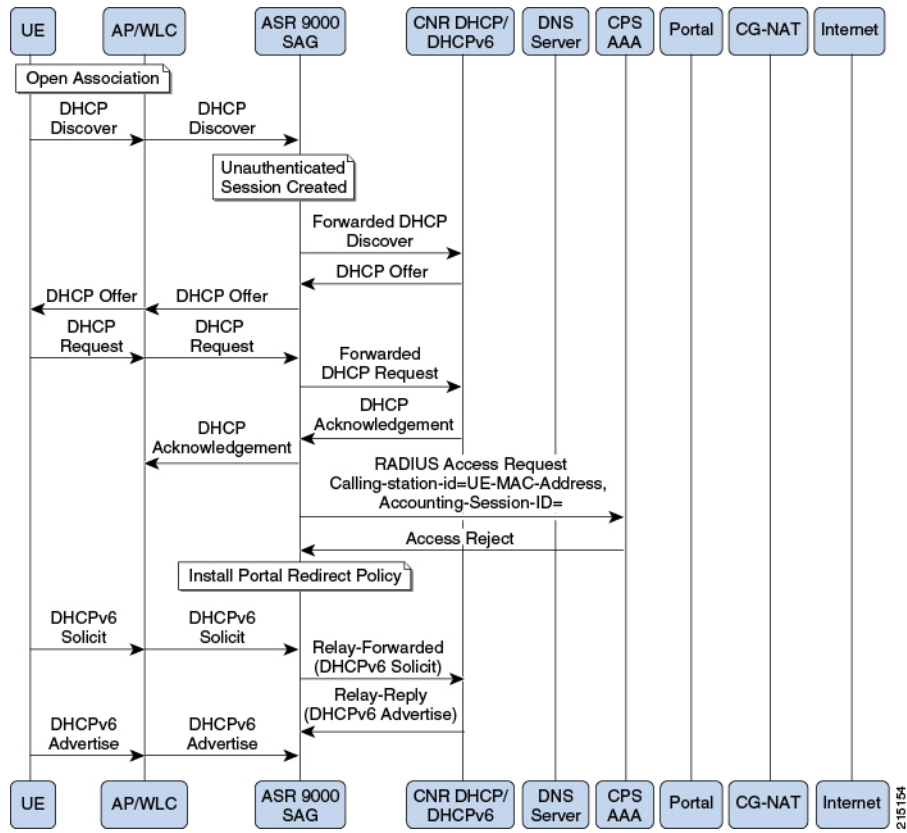 UE
AP/WLC
ASR 9000
SAG
CNR DHCP/
DHCPv6
DNS
Server
CPS
AAA
Portal
CG-NAT
Internet
Open Association
DHCP
Discover
DHCP
Discover
Unauthenticated
Session Created
Forwarded DHCP
Discover
DHCP Offer
DHCP Offer
DHCP Offer
DHCP
Request
DHCP
Request
Forwarded
DHCP Request
DHCP
Acknowledgement
DHCP
Acknowledgement
RADIUS Access Request
Calling-station-id=UE-MAC-Address,
Accounting-Session-ID=
Access Reject
Install Portal Redirect Policy
DHCPv6
Solicit
DHCPv6
Solicit
Relay-Forwarded
(DHCPv6 Solicit)
Relay-Reply
(DHCPv6 Advertise)
DHCPv6
Advertise
DHCPv6
Advertise
UE
AP/WLC
ASR 9000
SAG
CNR DHCP/
DHCPv6
DNS
Server
CPS
AAA
Portal
CG-NAT
Internet
215154